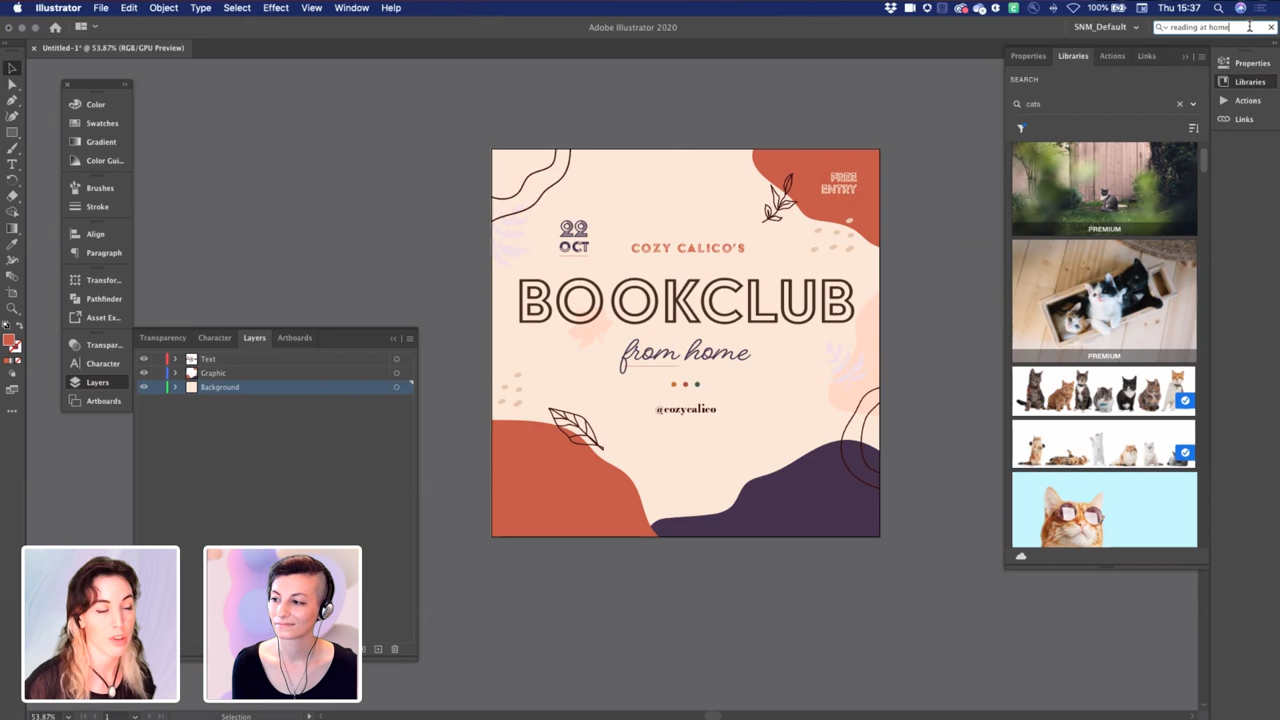 Illustrator File Edit Object Type Select Effect View Window Help 100% Thu 15:37
Adobe Illustrator 2020 SNM_Default reading at home
Untitled-1* @ 53.87% (RGB/GPU Preview)
Properties Libraries Actions Links
SEARCH
cats
PREMIUM
PREMIUM
Properties
Libraries
Actions
Links
Color
Swatches
Gradient
Color Gui...
Brushes
Stroke
Align
Paragraph
Transfor...
Pathfinder
Asset Ex...
Transpar...
Character
Layers
Artboards
Transparency Character Layers Artboards
Text
Graphic
Background
FREE
ENTRY
22
OCT
COZY CALICO'S
BOOKCLUB
from home
@cozycalico
53.87% 1 Selection